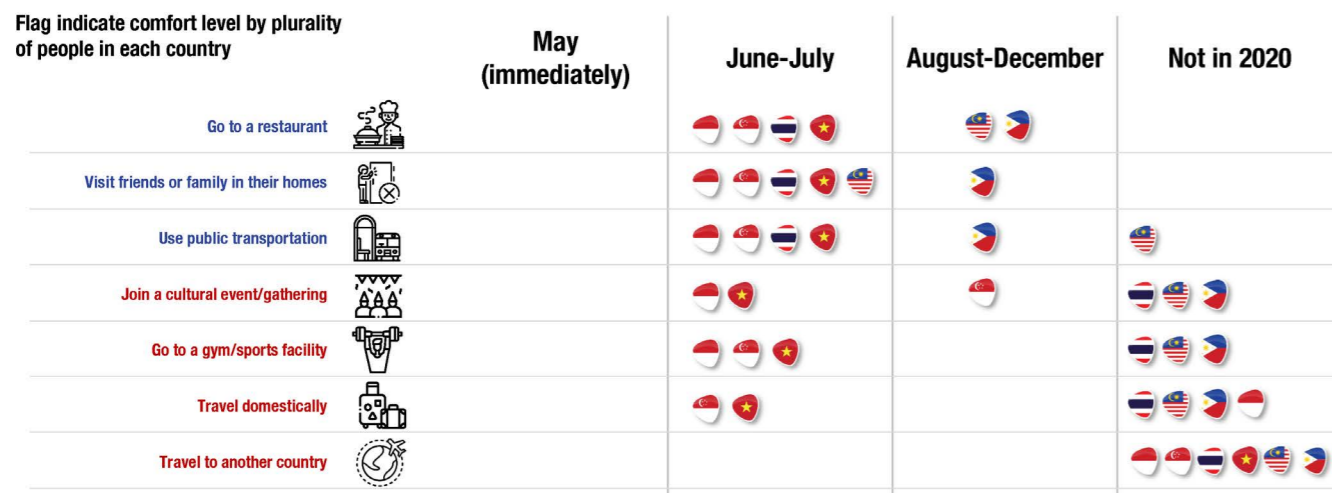 Flag indicate comfort level by plurality
of people in each country
May
(immediately)
June-July
August-December
Not in 2020
Go to a restaurant
Visit friends or family in their homes
Use public transportation
Join a cultural event/gathering
Go to a gym/sports facility
Travel domestically
Travel to another country